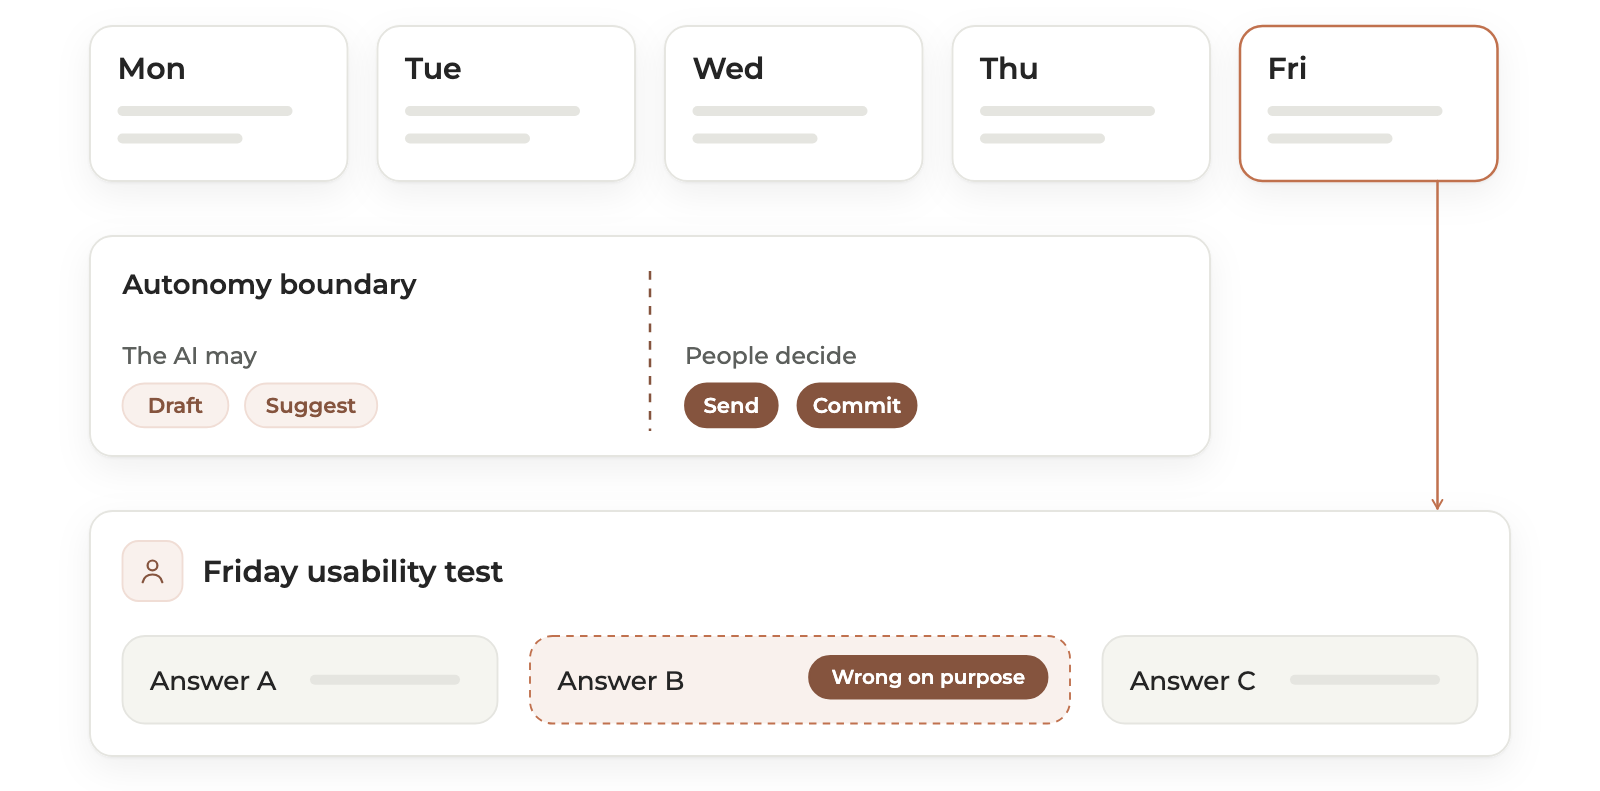 Mon
Tue
Wed
Thu
Fri
Autonomy boundary
The AI may
People decide
Draft
Suggest
Send
Commit
Friday usability test
Answer A
Answer B
Wrong on purpose
Answer C